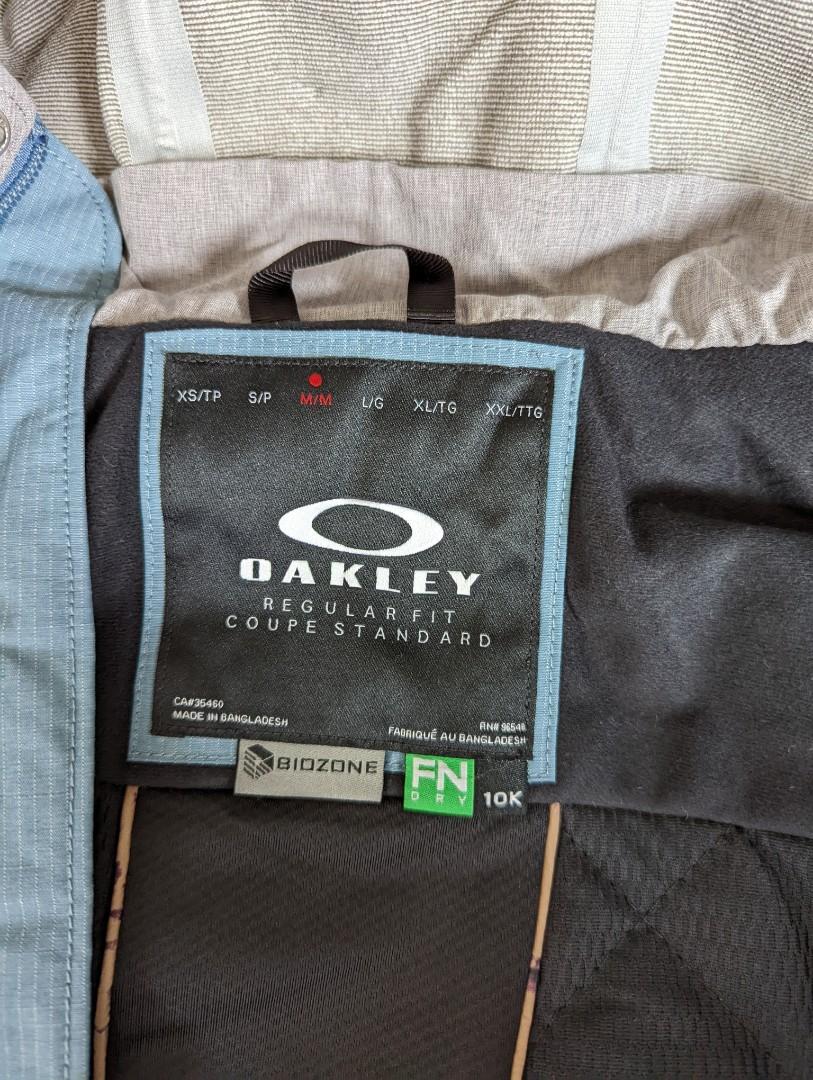 XS/TP S/P M/M L/G XL/TG XXL/TTG
OAKLEY
REGULAR FIT
COUPE STANDARD
CA#35460
MADE IN BANGLADESH
RN# 96548
FABRIQUÉ AU BANGLADESH
BIOZONE
FN
DRY
10K